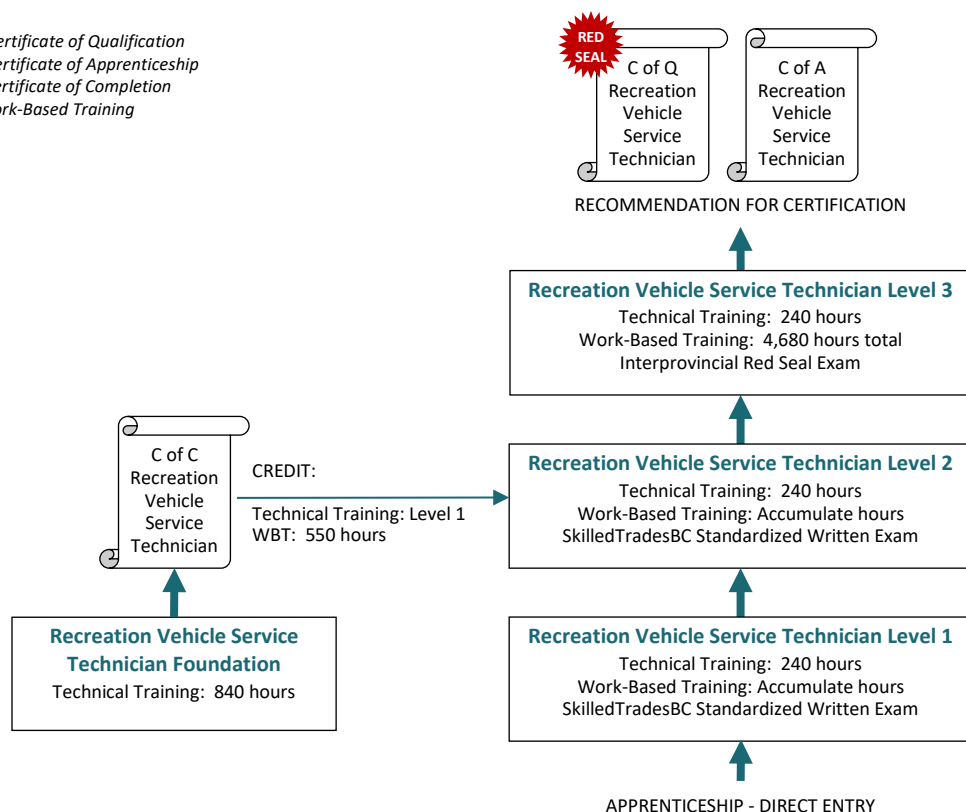 ertificate of Qualification
ertificate of Apprenticeship
ertificate of Completion
ork-Based Training
RED
SEAL
C of Q
Recreation
Vehicle
Service
Technician
C of A
Recreation
Vehicle
Service
Technician
RECOMMENDATION FOR CERTIFICATION
Recreation Vehicle Service Technician Level 3
Technical Training: 240 hours
Work-Based Training: 4,680 hours total
Interprovincial Red Seal Exam
C of C
Recreation
Vehicle
Service
Technician
CREDIT:
Technical Training: Level 1
WBT: 550 hours
Recreation Vehicle Service Technician Level 2
Technical Training: 240 hours
Work-Based Training: Accumulate hours
SkilledTradesBC Standardized Written Exam
Recreation Vehicle Service
Technician Foundation
Technical Training: 840 hours
Recreation Vehicle Service Technician Level 1
Technical Training: 240 hours
Work-Based Training: Accumulate hours
SkilledTradesBC Standardized Written Exam
APPRENTICESHIP - DIRECT ENTRY